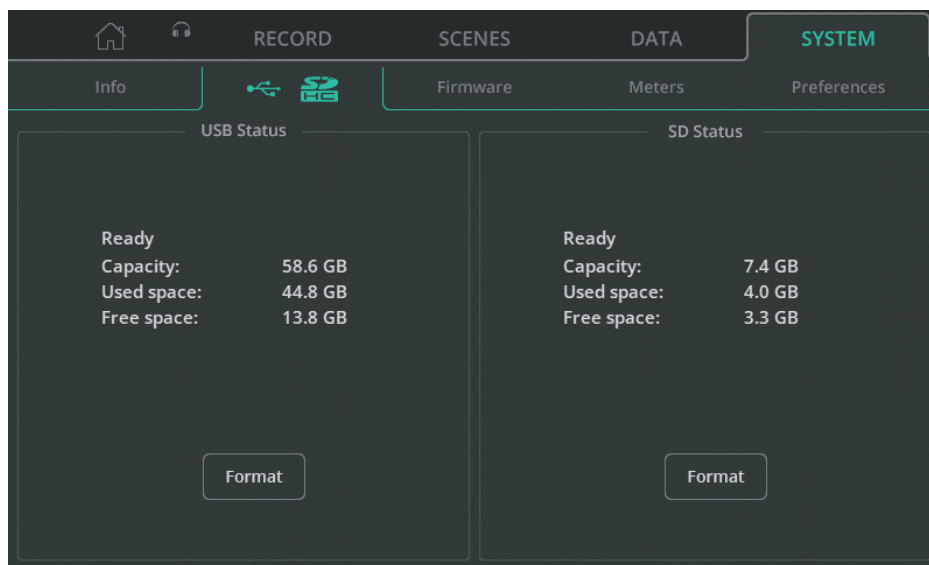 RECORD SCENES DATA SYSTEM
Info SD HC Firmware Meters Preferences
USB Status
Ready
Capacity: 58.6 GB
Used space: 44.8 GB
Free space: 13.8 GB
Format
SD Status
Ready
Capacity: 7.4 GB
Used space: 4.0 GB
Free space: 3.3 GB
Format